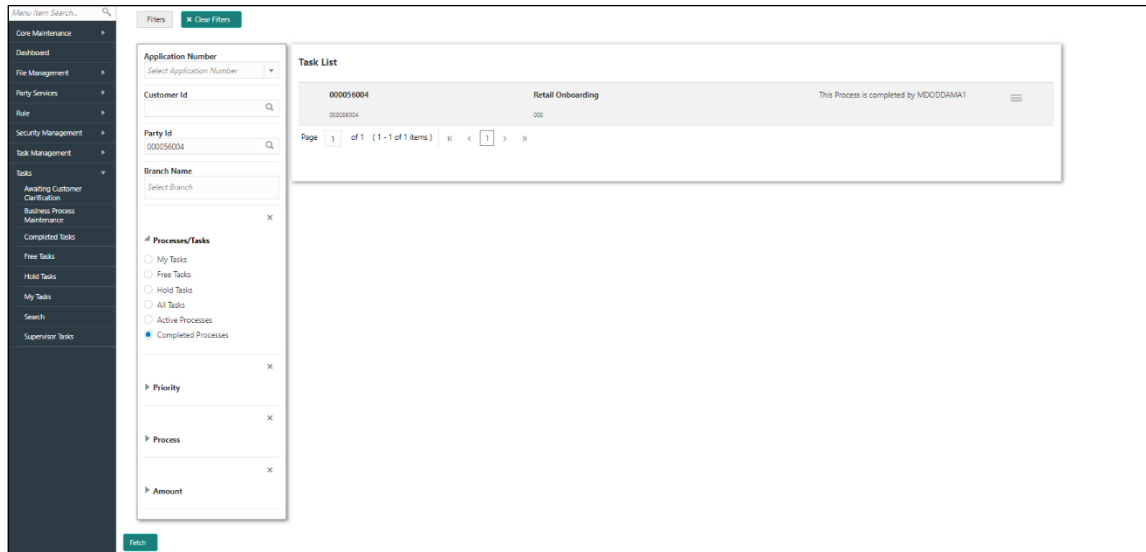 Menu Item Search..
Core Maintenance
Dashboard
File Management
Party Services
Rule
Security Management
Task Management
Tasks
Awaiting Customer
Clarification
Business Process
Maintenance
Completed Tasks
Free Tasks
Hold Tasks
My Tasks
Search
Supervisor Tasks
Filters
Clear Filters
Application Number
Select Application Number
Customer Id
Party Id
000056004
Branch Name
Select Branch
Processes/Tasks
My Tasks
Free Tasks
Hold Tasks
All Tasks
Active Processes
Completed Processes
Priority
Process
Amount
Fetch
Task List
000056004 Retail Onboarding This Process is completed by MDODDAMA1
000056004 000
Page 1 of 1 ( 1 - 1 of 1 items ) 1